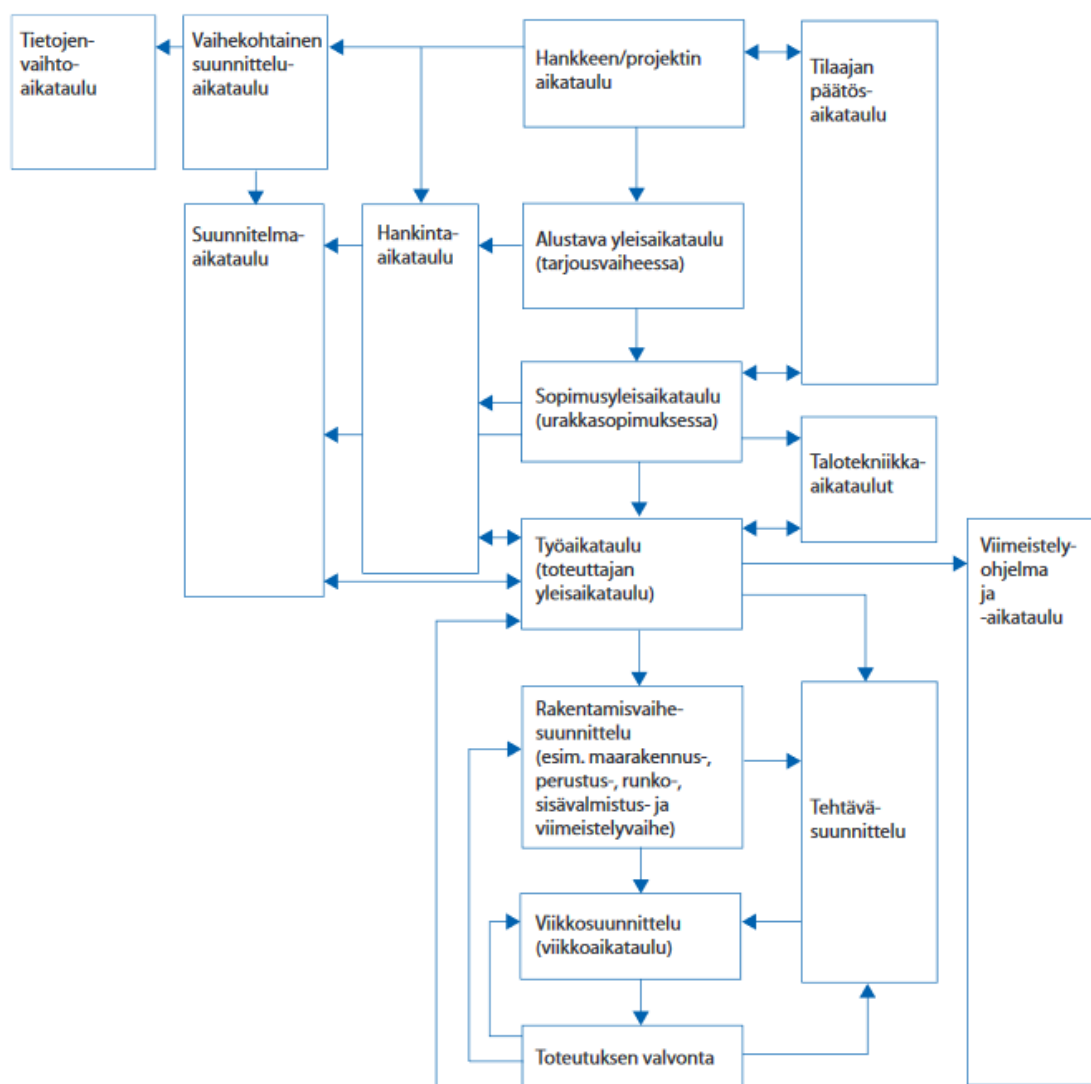 Tietojen-
vaihto-
aikataulu
Vaihekohtainen
suunnittelu-
aikataulu
Hankkeen/projektin
aikataulu
Tilaajan
päätös-
aikataulu
Suunnitelma-
aikataulu
Hankinta-
aikataulu
Alustava yleisaikataulu
(tarjousvaiheessa)
Sopimusyleisaikataulu
(urakkasopimuksessa)
Talotekniikka-
aikataulut
Työaikataulu
(toteuttajan
yleisaikataulu)
Viimeistely-
ohjelma
ja
-aikataulu
Rakentamisvaihe-
suunnittelu
(esim. maarakennus-,
perustus-, runko-,
sisävalmistus- ja
viimeistelyvaihe)
Tehtävä-
suunnittelu
Viikkosuunnittelu
(viikkoaikataulu)
Toteutuksen valvonta